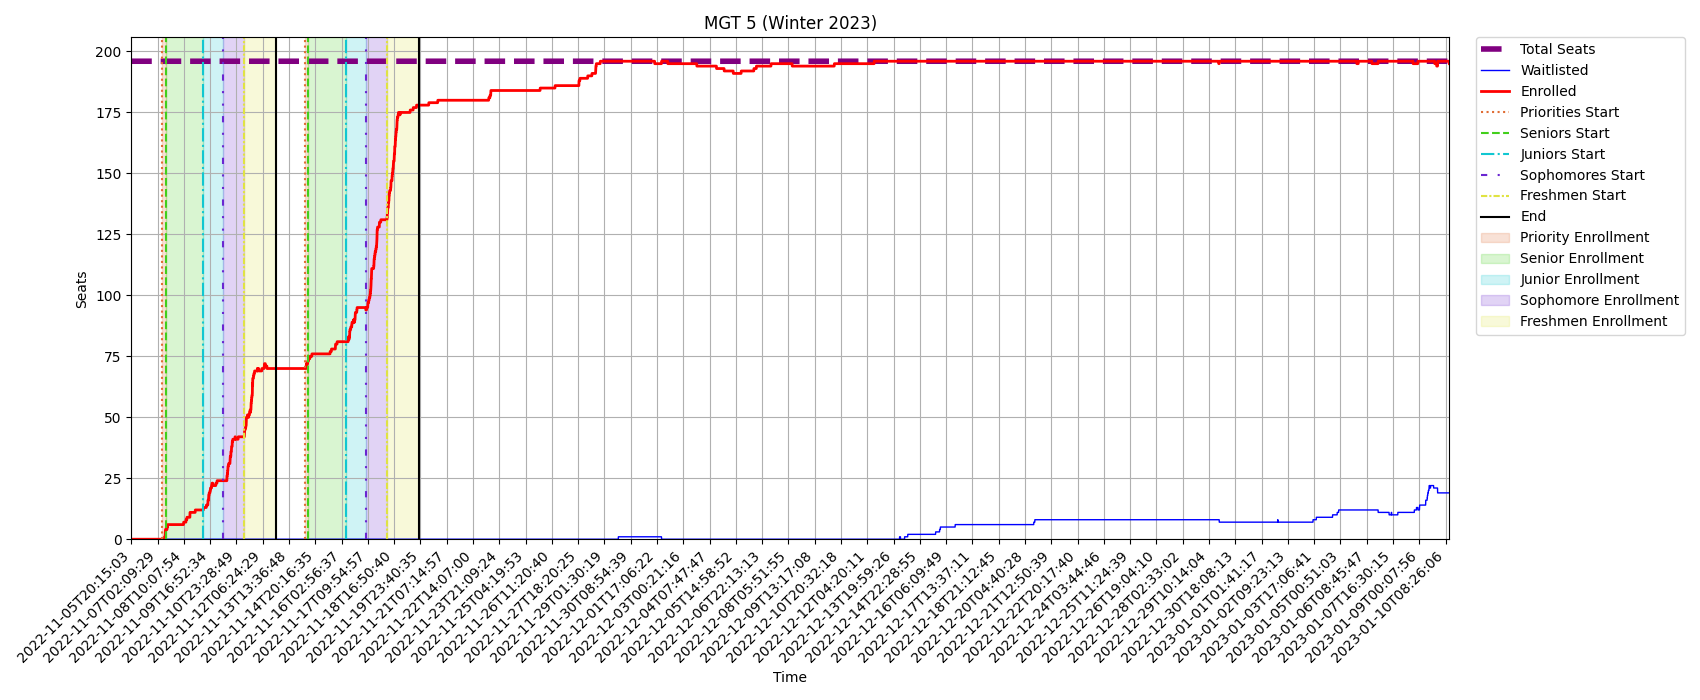 MGT 5 (Winter 2023)
Seats
200
175
150
125
100
75
50
25
0
2022-11-05T20:15:03
2022-11-07T02:09:29
2022-11-08T10:07:54
2022-11-09T16:52:34
2022-11-10T23:28:49
2022-11-12T06:24:29
2022-11-13T13:36:48
2022-11-14T20:16:35
2022-11-16T02:56:37
2022-11-17T09:54:57
2022-11-18T16:50:40
2022-11-19T23:40:35
2022-11-21T07:14:57
2022-11-22T14:07:00
2022-11-23T21:09:24
2022-11-25T04:19:53
2022-11-26T11:20:40
2022-11-27T18:20:25
2022-11-29T01:30:19
2022-11-30T08:54:39
2022-12-01T17:06:22
2022-12-03T00:21:16
2022-12-04T07:47:47
2022-12-05T14:58:52
2022-12-06T22:13:13
2022-12-08T05:51:55
2022-12-09T13:17:08
2022-12-10T20:32:18
2022-12-12T04:20:11
2022-12-13T19:59:26
2022-12-14T22:28:55
2022-12-16T06:09:49
2022-12-17T13:37:11
2022-12-18T21:12:45
2022-12-20T04:40:28
2022-12-21T12:50:39
2022-12-22T20:17:40
2022-12-24T03:44:46
2022-12-25T11:24:39
2022-12-26T19:04:10
2022-12-28T02:33:02
2022-12-29T10:14:04
2022-12-30T18:08:13
2023-01-01T01:41:17
2023-01-02T09:23:13
2023-01-03T17:06:41
2023-01-05T00:51:03
2023-01-06T08:45:47
2023-01-07T16:30:15
2023-01-09T00:07:56
2023-01-10T08:26:06
Time
Total Seats
Waitlisted
Enrolled
Priorities Start
Seniors Start
Juniors Start
Sophomores Start
Freshmen Start
End
Priority Enrollment
Senior Enrollment
Junior Enrollment
Sophomore Enrollment
Freshmen Enrollment